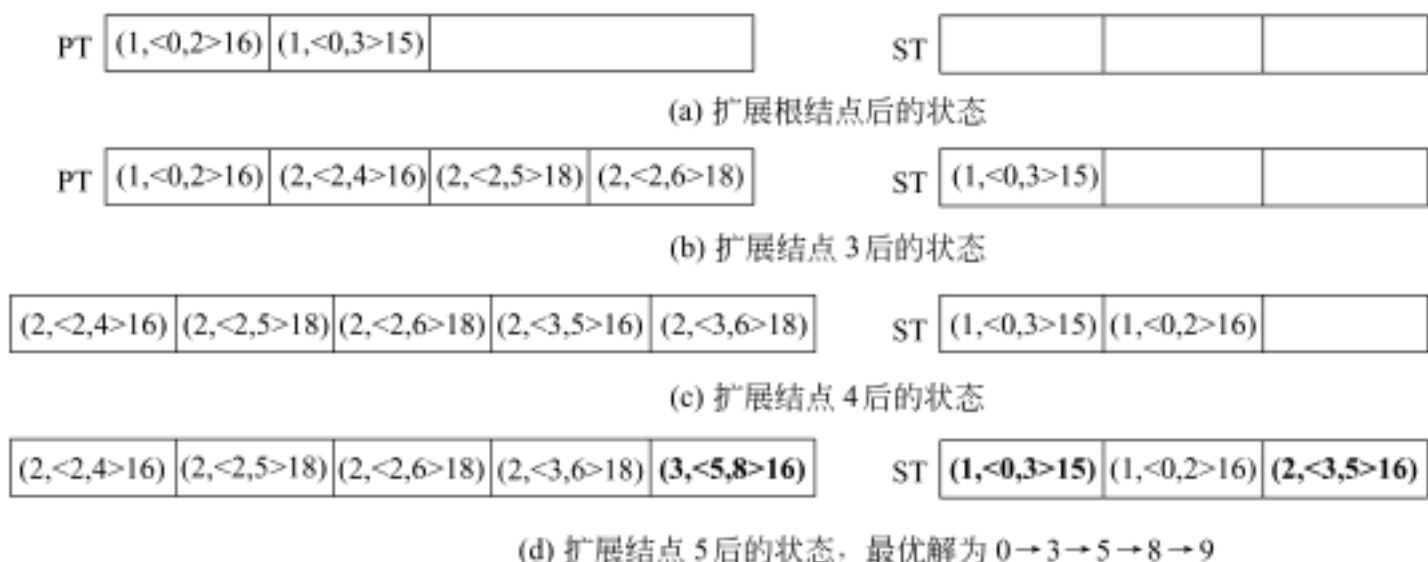 PT (1,<0,2>16) (1,<0,3>15) ST
(a) 扩展根结点后的状态
PT (1,<0,2>16) (2,<2,4>16) (2,<2,5>18) (2,<2,6>18) ST (1,<0,3>15)
(b) 扩展结点 3 后的状态
(2,<2,4>16) (2,<2,5>18) (2,<2,6>18) (2,<3,5>16) (2,<3,6>18) ST (1,<0,3>15) (1,<0,2>16)
(c) 扩展结点 4 后的状态
(2,<2,4>16) (2,<2,5>18) (2,<2,6>18) (2,<3,6>18) (3,<5,8>16) ST (1,<0,3>15) (1,<0,2>16) (2,<3,5>16)
(d) 扩展结点 5 后的状态，最优解为 0→3→5→8→9